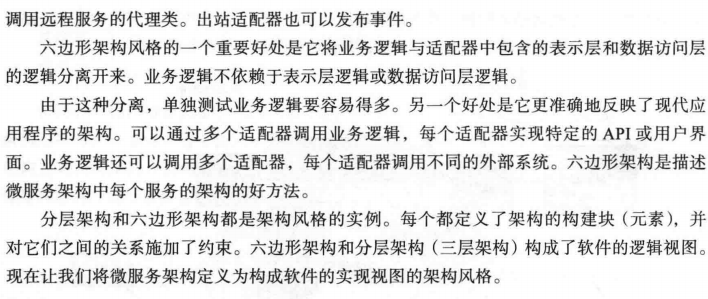 调用远程服务的代理类。出站适配器也可以发布事件。
六边形架构风格的一个重要好处是它将业务逻辑与适配器中包含的表示层和数据访问层
的逻辑分离开来。业务逻辑不依赖于表示层逻辑或数据访问层逻辑。
由于这种分离，单独测试业务逻辑要容易得多。另一个好处是它更准确地反映了现代应
用程序的架构。可以通过多个适配器调用业务逻辑，每个适配器实现特定的 API 或用户界
面。业务逻辑还可以调用多个适配器，每个适配器调用不同的外部系统。六边形架构是描述
微服务架构中每个服务的架构的好方法。
分层架构和六边形架构都是架构风格的实例。每个都定义了架构的构建块（元素），并
对它们之间的关系施加了约束。六边形架构和分层架构（三层架构）构成了软件的逻辑视图。
现在让我们将微服务架构定义为构成软件的实现视图的架构风格。